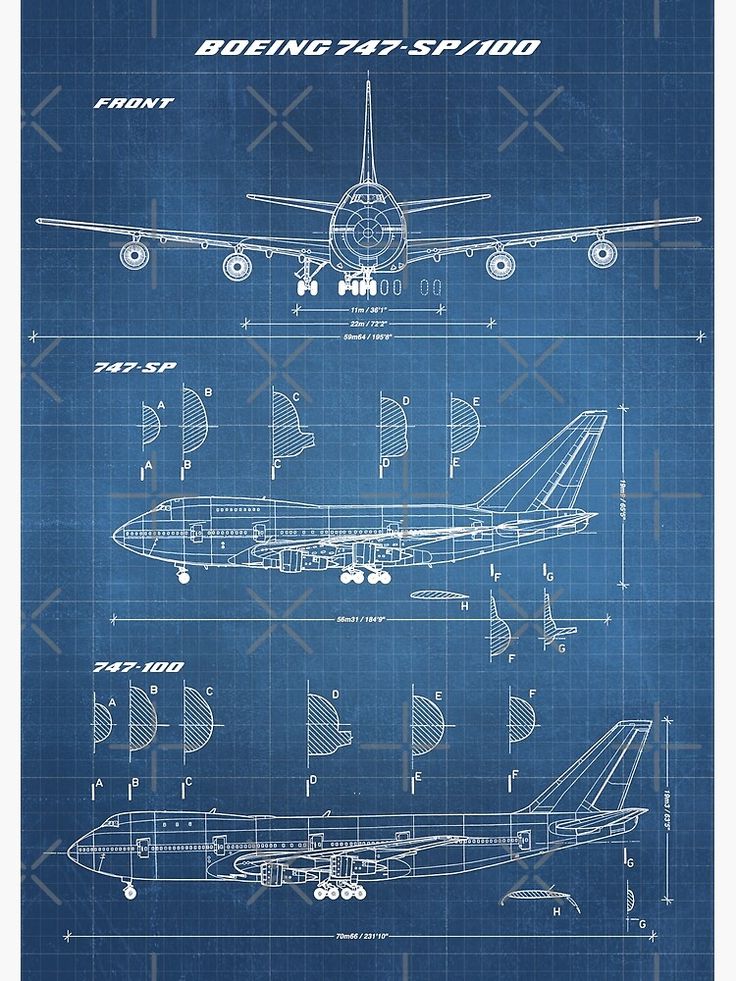 BOEING 747-SP/100
FRONT
11m / 36'1"
22m / 72'2"
59m64 / 195'8"
747-SP
A B C D E
A B C D E
19m9 / 65'5"
F G
H
56m31 / 184'9"
F G
747-100
A B C D E F
A B C D E F
19m3 / 63'5"
G
H G
70m66 / 231'10"